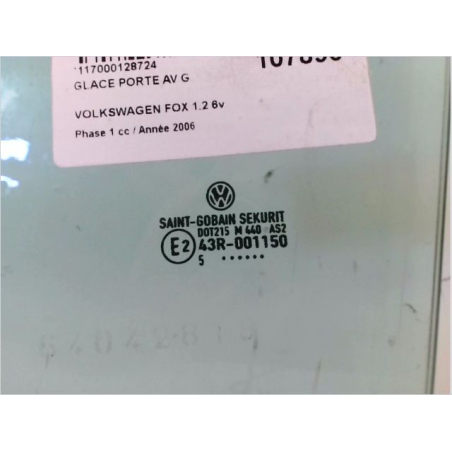 117000128724
GLACE PORTE AV G
VOLKSWAGEN FOX 1.2 6v
Phase 1 cc / Année 2006
SAINT-GOBAIN SEKURIT
DOT215 M 440 AS2
E2 43R-001150
5 ......